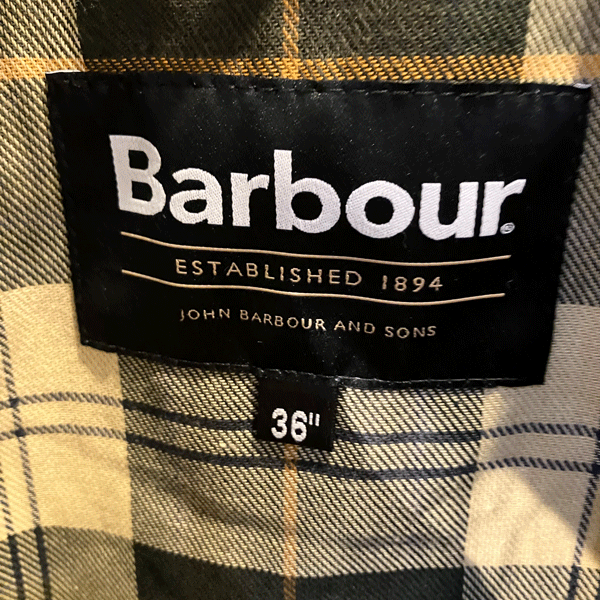 Barbour®
ESTABLISHED 1894
JOHN BARBOUR AND SONS
36"